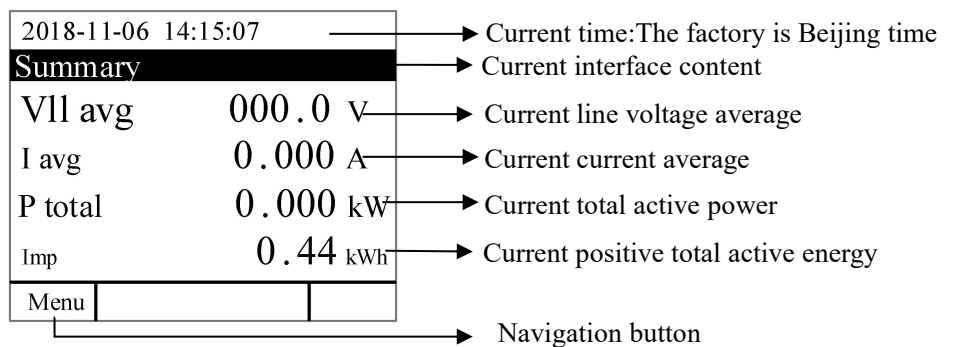 2018-11-06 14:15:07 Current time:The factory is Beijing time
Summary Current interface content
Vll avg 000.0 V Current line voltage average
I avg 0.000 A Current current average
P total 0.000 kW Current total active power
Imp 0.44 kWh Current positive total active energy
Menu
Navigation button